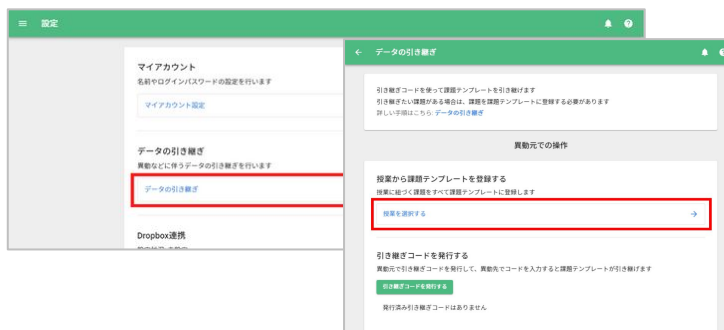 設定
マイアカウント
名前やログインパスワードの設定を行います
マイアカウント設定
データの引き継ぎ
異動などに伴うデータの引き継ぎを行います
データの引き継ぎ
Dropbox連携
データの引き継ぎ
引き継ぎコードを使って課題テンプレートを引き継げます
引き継ぎたい課題がある場合は、課題を課題テンプレートに登録する必要があります
詳しい手順はこちら: データの引き継ぎ
異動元での操作
授業から課題テンプレートを登録する
授業に紐づく課題をすべて課題テンプレートに登録します
授業を選択する
引き継ぎコードを発行する
異動元で引き継ぎコードを発行して、異動先でコードを入力すると課題テンプレートが引き継げます
引き継ぎコードを発行する
発行済み引き継ぎコードはありません